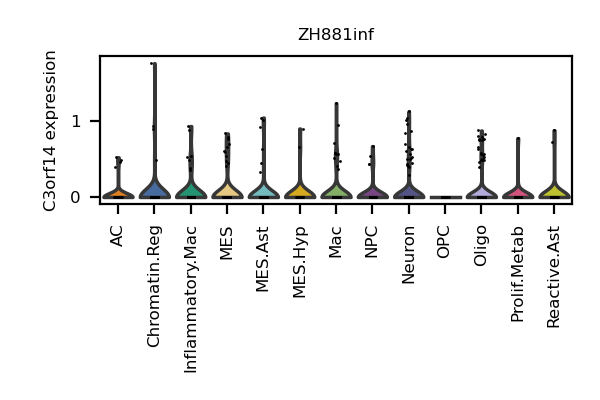 ZH881inf
C3orf14 expression
1
0
AC
Chromatin.Reg
Inflammatory.Mac
MES
MES.Ast
MES.Hyp
Mac
NPC
Neuron
OPC
Oligo
Prolif.Metab
Reactive.Ast